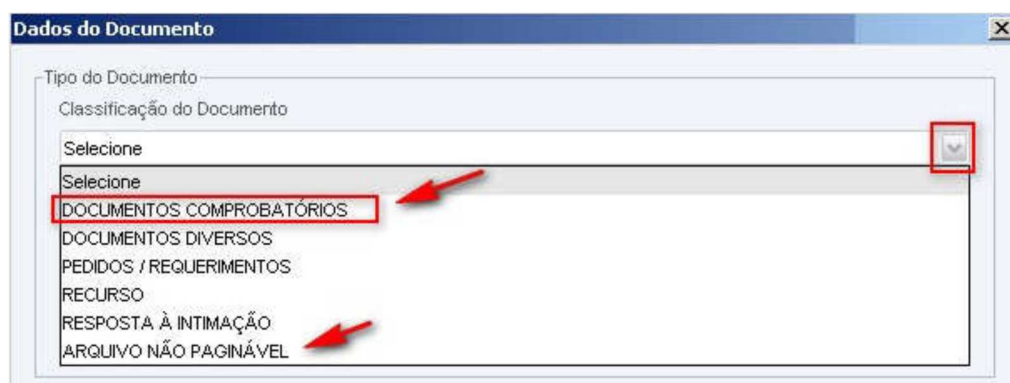 Dados do Documento
Tipo do Documento
Classificação do Documento
Selecione
Selecione
DOCUMENTOS COMPROBATÓRIOS
DOCUMENTOS DIVERSOS
PEDIDOS / REQUERIMENTOS
RECURSO
RESPOSTA À INTIMAÇÃO
ARQUIVO NÃO PAGINÁVEL